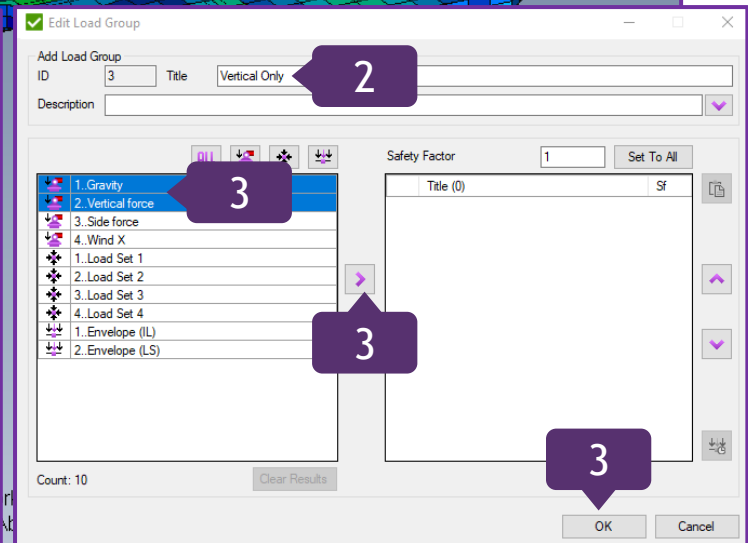 Edit Load Group
Add Load Group
ID 3 Title Vertical Only
2
Description
ALL
Safety Factor 1 Set To All
Title (0) Sf
1..Gravity
2..Vertical force
3
3..Side force
4..Wind X
1..Load Set 1
2..Load Set 2
3..Load Set 3
4..Load Set 4
1..Envelope (IL)
2..Envelope (LS)
3
3
Count: 10 Clear Results
OK Cancel